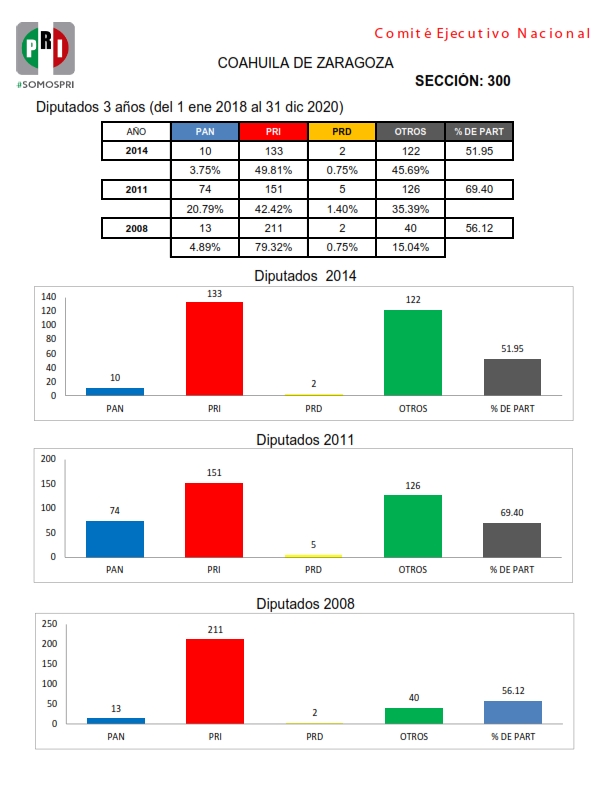 PRI
#SOMOSPRI
Comité Ejecutivo Nacional
COAHUILA DE ZARAGOZA
SECCIÓN: 300
Diputados 3 años (del 1 ene 2018 al 31 dic 2020)
AÑO PAN PRI PRD OTROS % DE PART
2014 10 133 2 122 51.95
3.75% 49.81% 0.75% 45.69%
2011 74 151 5 126 69.40
20.79% 42.42% 1.40% 35.39%
2008 13 211 2 40 56.12
4.89% 79.32% 0.75% 15.04%
Diputados 2014
140
120
100
80
60
40
20
0
10 133 2 122 51.95
PAN PRI PRD OTROS % DE PART
Diputados 2011
200
150
100
50
0
74 151 5 126 69.40
PAN PRI PRD OTROS % DE PART
Diputados 2008
250
200
150
100
50
0
13 211 2 40 56.12
PAN PRI PRD OTROS % DE PART